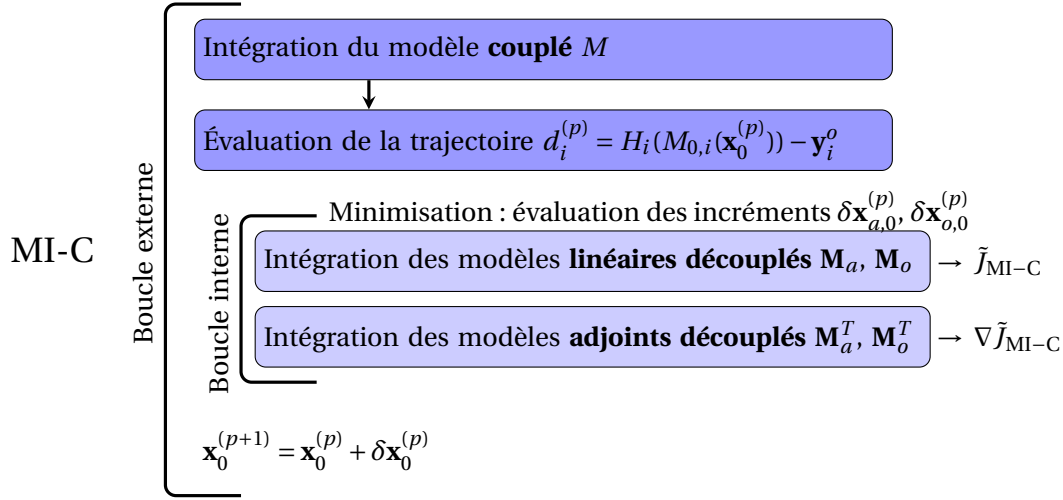 MI-C
Boucle externe
Intégration du modèle couplé M
Évaluation de la trajectoire d_i^{(p)} = H_i(M_{0,i}(x_0^{(p)})) − y_i^o
Boucle interne
Minimisation : évaluation des incréments δx_{a,0}^{(p)}, δx_{o,0}^{(p)}
Intégration des modèles linéaires découplés M_a, M_o → J̃_{MI−C}
Intégration des modèles adjoints découplés M_a^T, M_o^T → ∇J̃_{MI−C}
x_0^{(p+1)} = x_0^{(p)} + δx_0^{(p)}